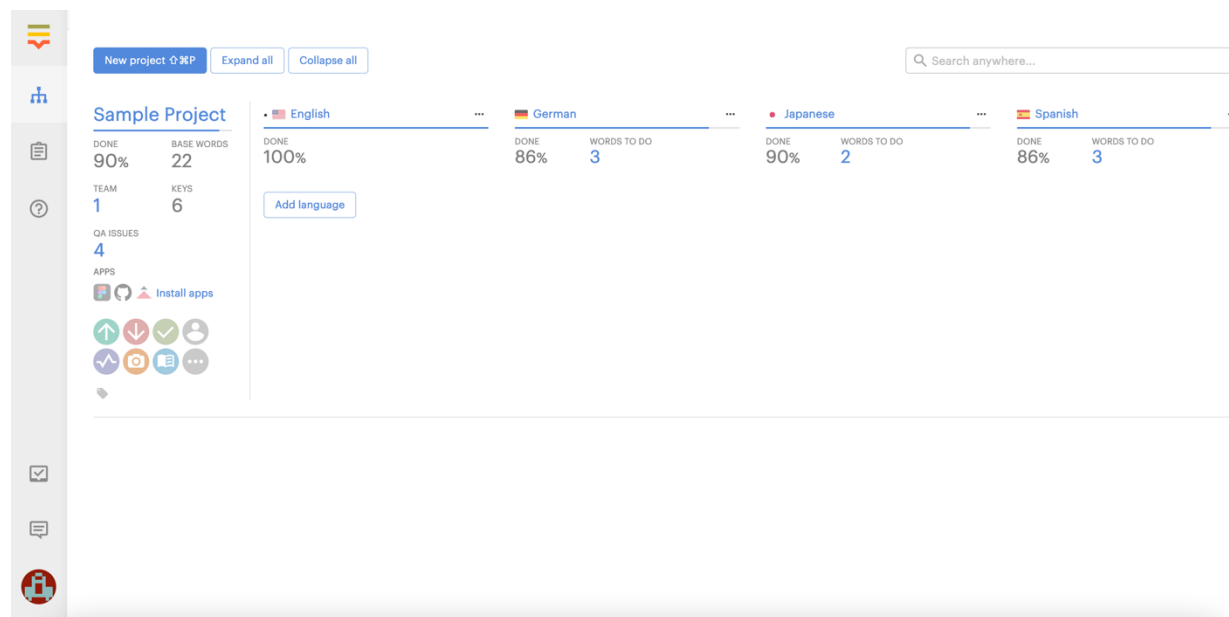 New project ⇧⌘P
Expand all
Collapse all
Search anywhere...
Sample Project
DONE
90%
BASE WORDS
22
TEAM
1
KEYS
6
QA ISSUES
4
APPS
Install apps
• English
...
DONE
100%
Add language
German
...
DONE
86%
WORDS TO DO
3
Japanese
...
DONE
90%
WORDS TO DO
2
Spanish
DONE
86%
WORDS TO DO
3